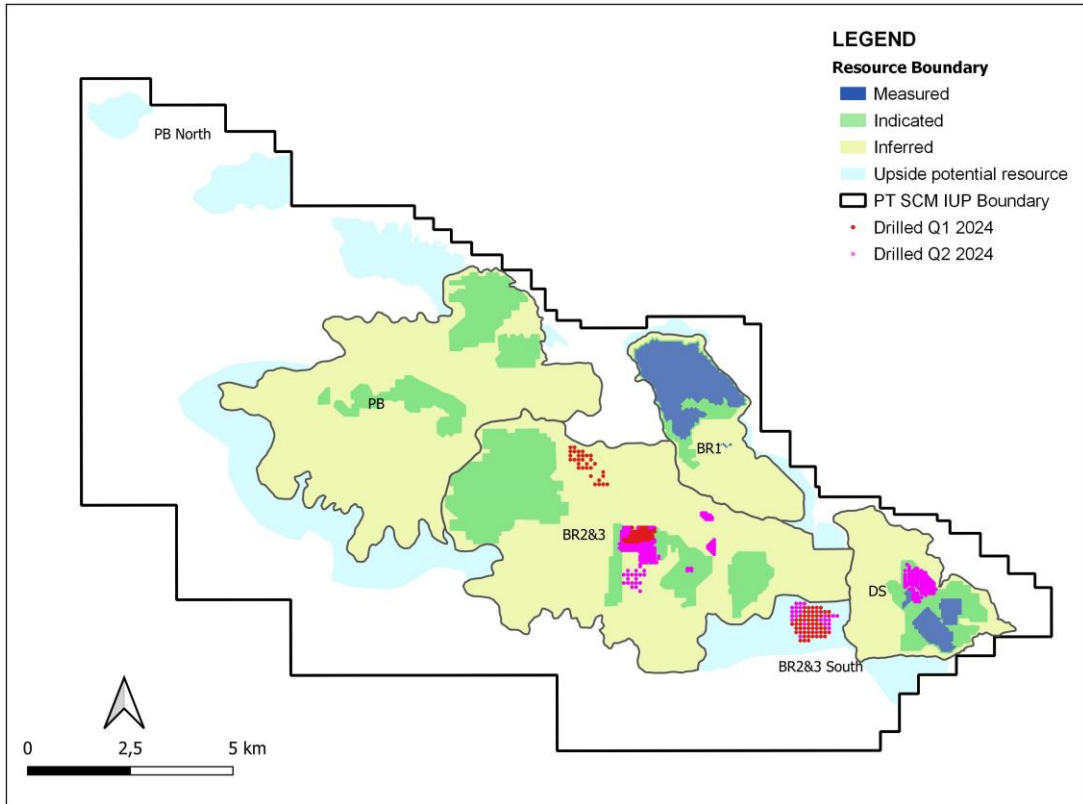 LEGEND
Resource Boundary
Measured
Indicated
Inferred
Upside potential resource
PT SCM IUP Boundary
Drilled Q1 2024
Drilled Q2 2024
PB North
PB
BR1
BR2&3
DS
BR2&3 South
0 2,5 5 km